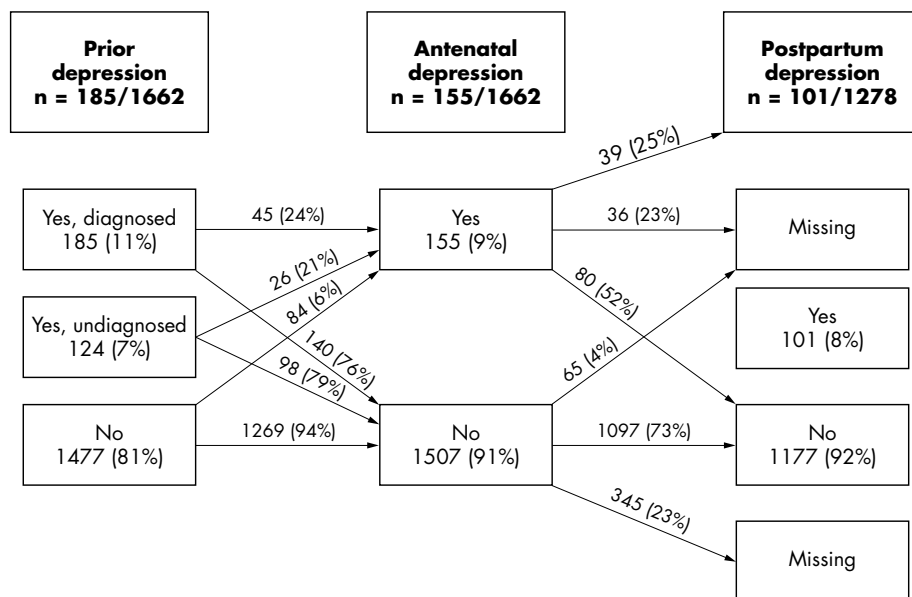 Prior
depression
n = 185/1662
Antenatal
depression
n = 155/1662
Postpartum
depression
n = 101/1278
Yes, diagnosed
185 (11%)
Yes, undiagnosed
124 (7%)
No
1477 (81%)
45 (24%)
26 (21%)
84 (6%)
140 (76%)
98 (79%)
1269 (94%)
Yes
155 (9%)
No
1507 (91%)
39 (25%)
36 (23%)
80 (52%)
65 (4%)
1097 (73%)
345 (23%)
Missing
Yes
101 (8%)
No
1177 (92%)
Missing